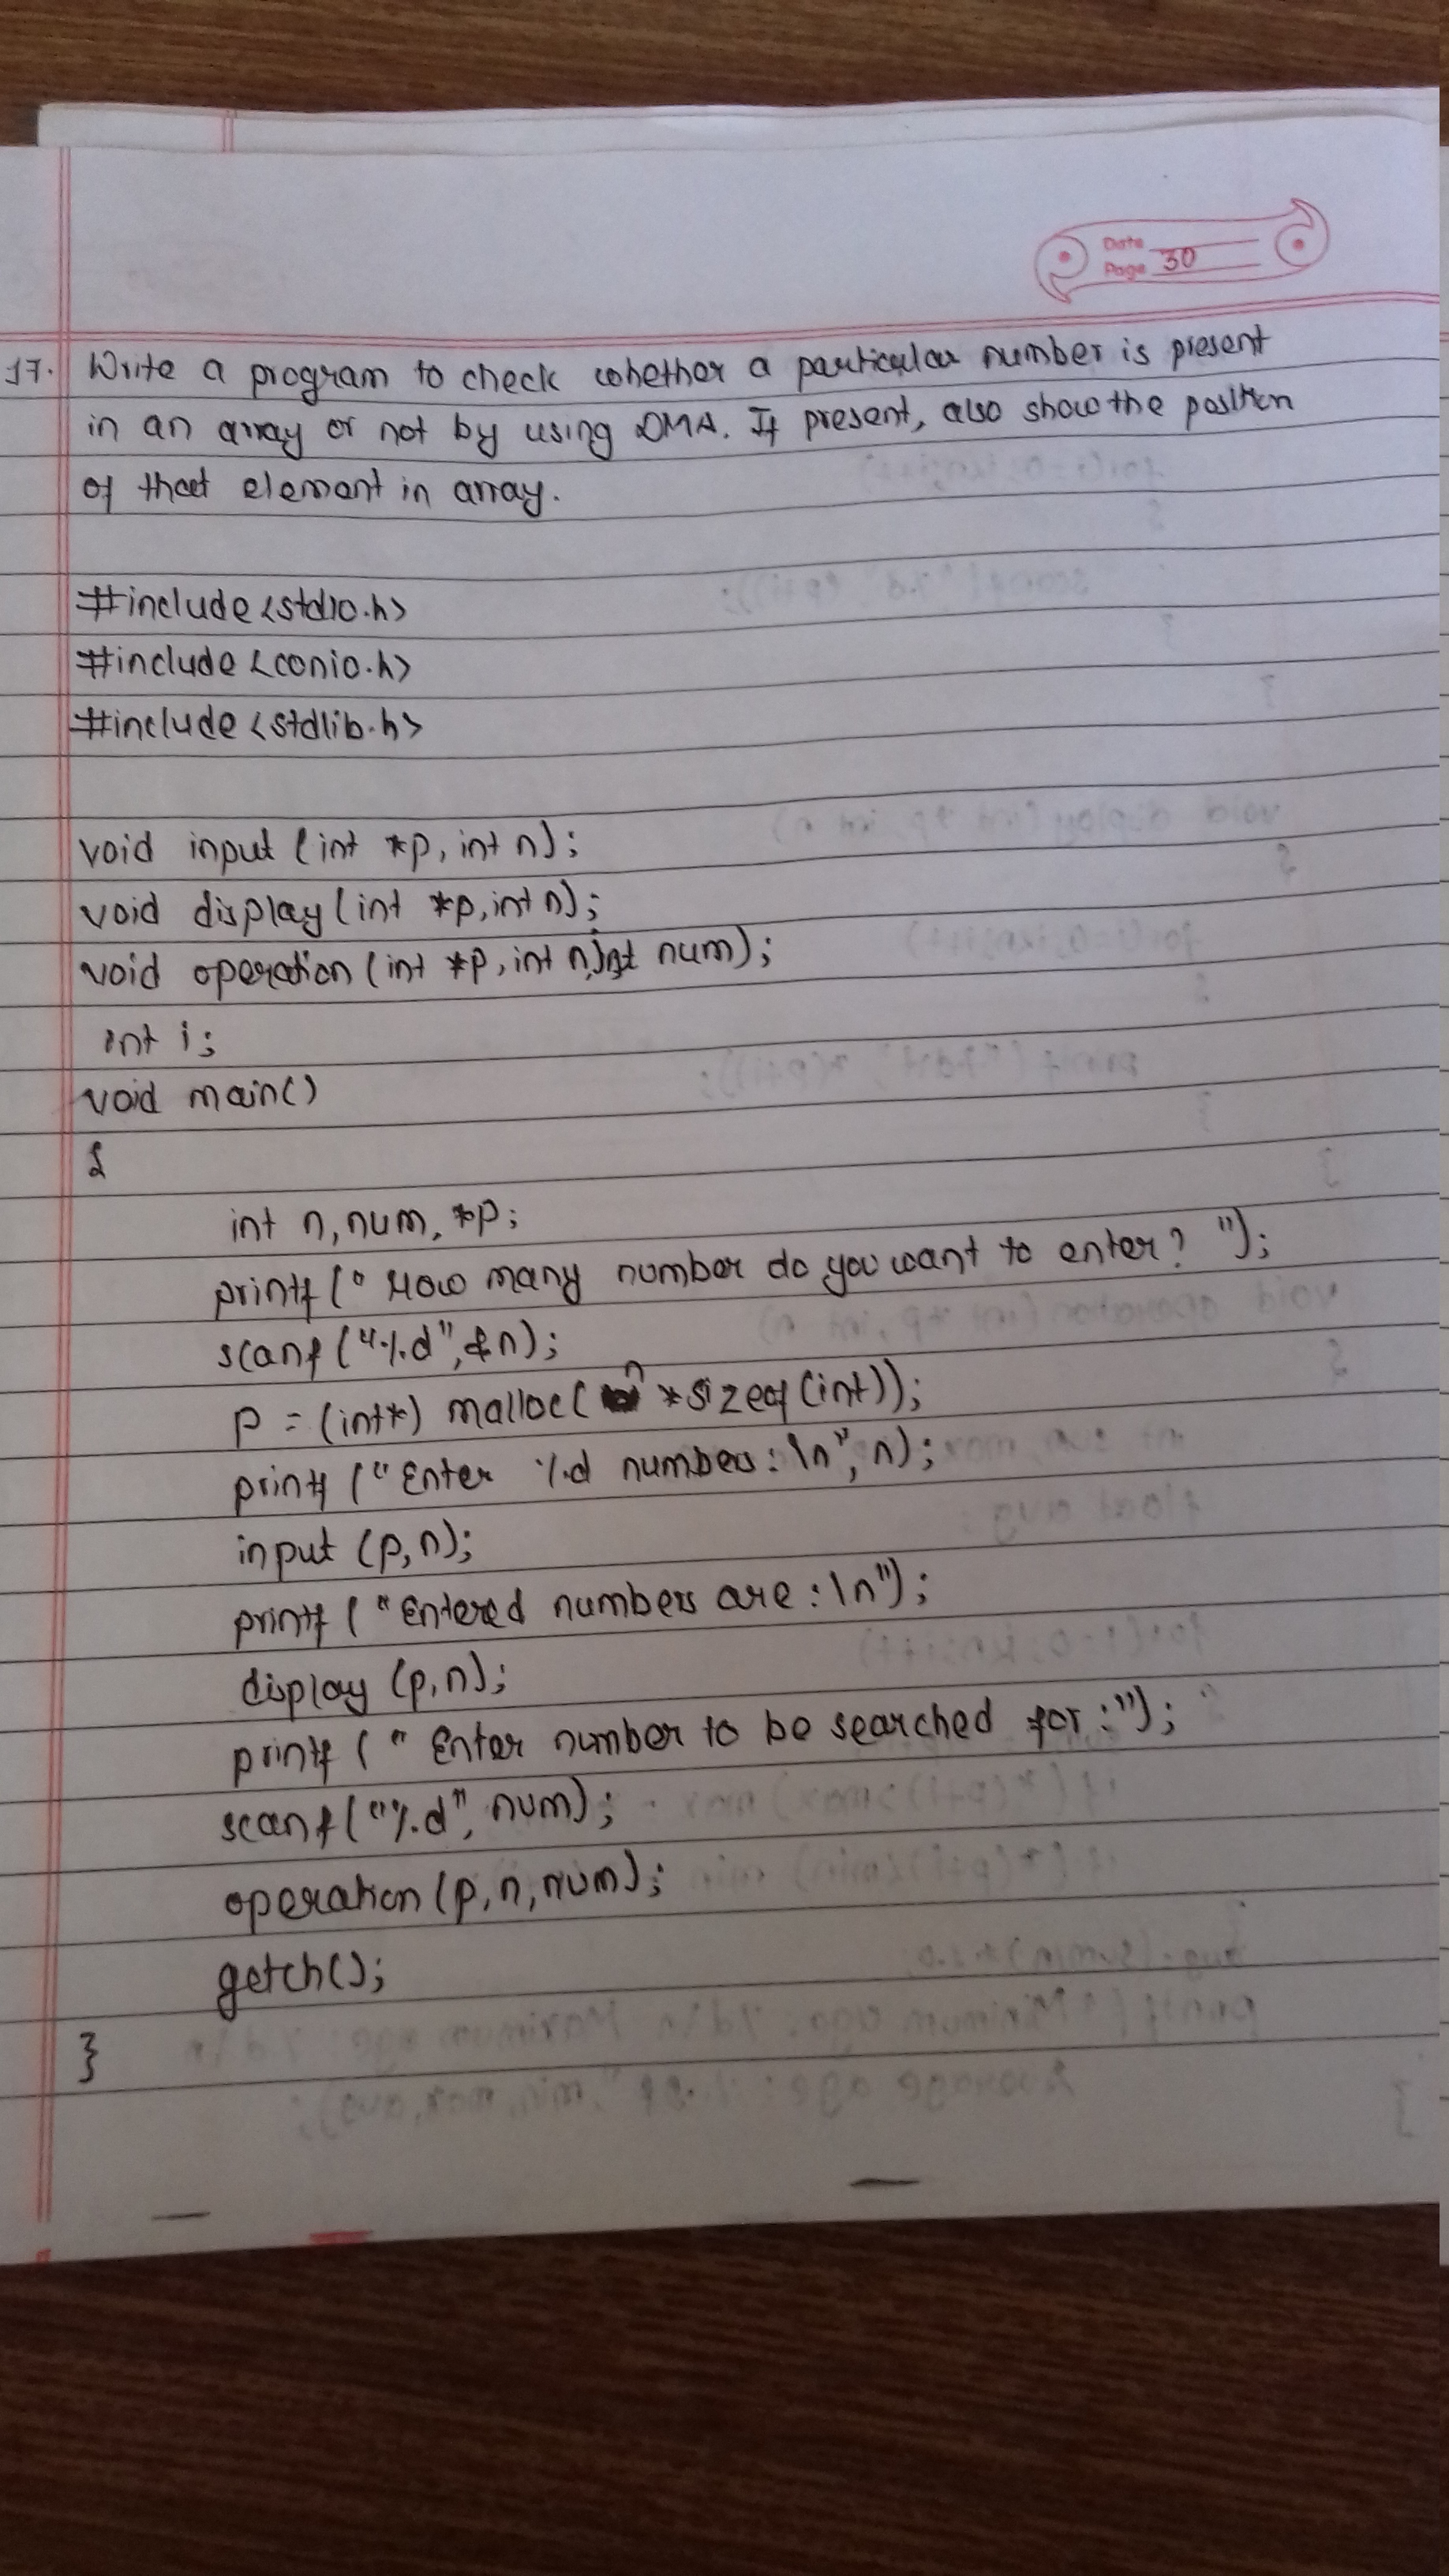 Date
Page 30
17. Write a program to check whether a particular number is present
in an array or not by using DMA. If present, also show the position
of that element in array.
#include<stdio.h>
#include<conio.h>
#include<stdlib.h>
void input (int *p, int n);
void display(int *p, int n);
void operation (int *p, int n, int num);
int i;
void main()
{
int n, num, *p;
printf (" How many number do you want to enter? ");
scanf ("%d", &n);
p = (int*) malloc( n *sizeof(int));
printf ("Enter %d numbers: \n", n);
input (p,n);
printf ( "Entered numbers are: \n");
display (p,n);
printf ( " Enter number to be searched for :");
scanf ("%d", num);
operation (p, n, num);
getch();
}